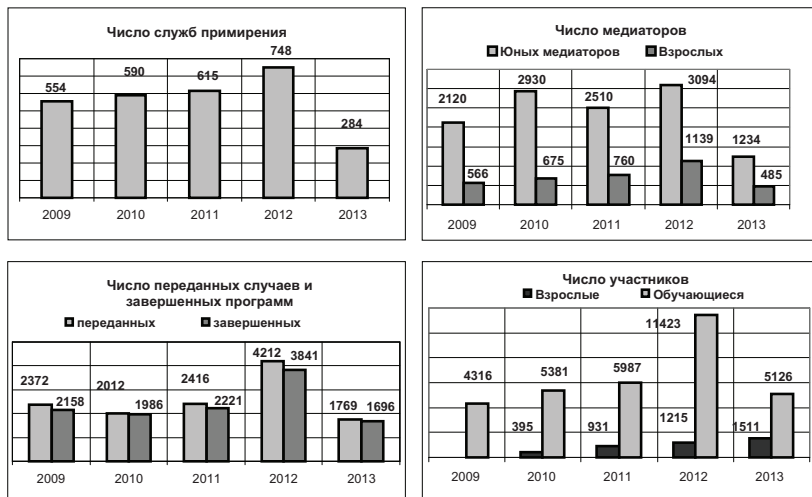 Число служб примирения
554 590 615 748 284
2009 2010 2011 2012 2013
Число медиаторов
Юных медиаторов Взрослых
2120 2930 2510 3094 1234
566 675 760 1139 485
2009 2010 2011 2012 2013
Число переданных случаев и
завершенных программ
переданных завершенных
2372 2012 2416 4212 1769
2158 1986 2221 3841 1696
2009 2010 2011 2012 2013
Число участников
Взрослые Обучающиеся
4316 5381 5987 11423 5126
395 931 1215 1511
2009 2010 2011 2012 2013